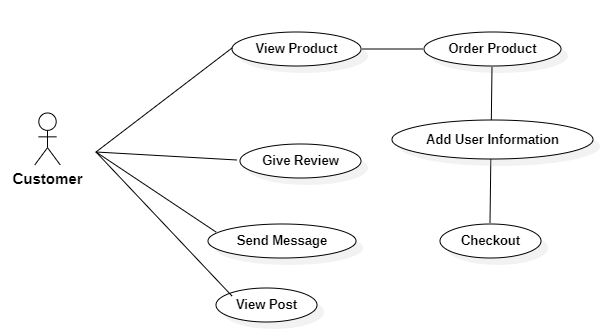 View Product
Order Product
Add User Information
Give Review
Customer
Send Message
Checkout
View Post